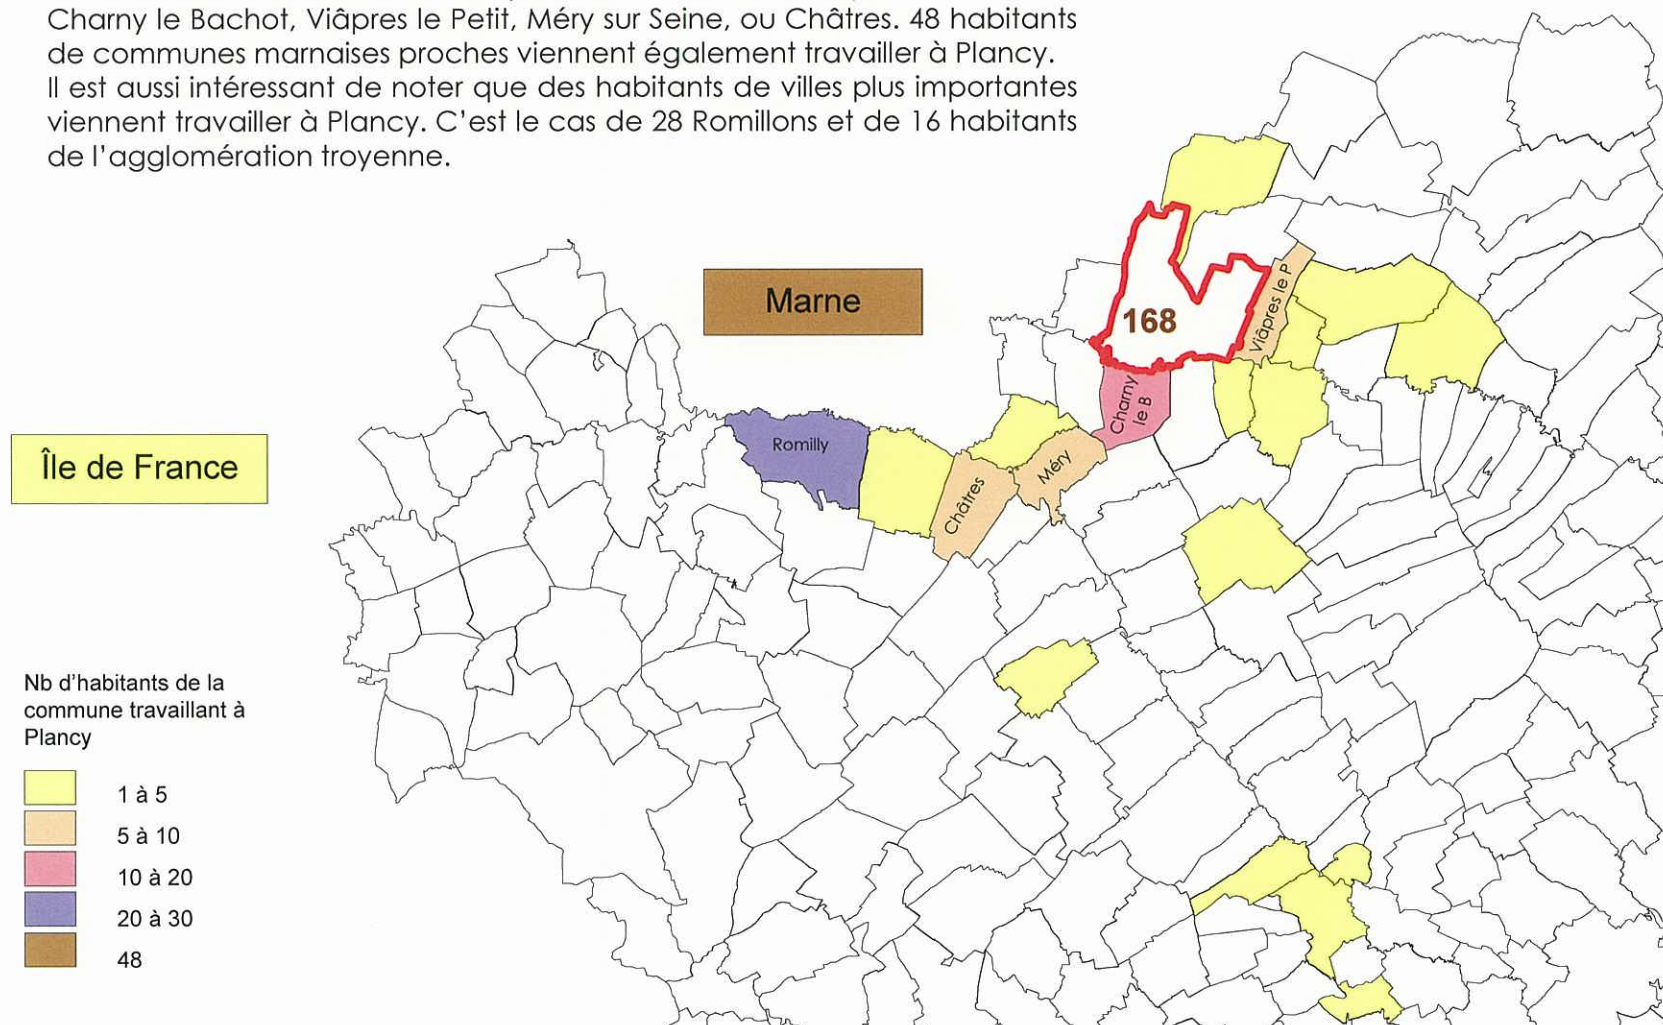 Charny le Bachot, Viâpres le Petit, Méry sur Seine, ou Châtres. 48 habitants
de communes marnaises proches viennent également travailler à Plancy.
Il est aussi intéressant de noter que des habitants de villes plus importantes
viennent travailler à Plancy. C'est le cas de 28 Romillons et de 16 habitants
de l'agglomération troyenne.
Marne
168
Viâpres le P
Charny
le B
Romilly
Méry
Châtres
Île de France
Nb d'habitants de la
commune travaillant à
Plancy
1 à 5
5 à 10
10 à 20
20 à 30
48